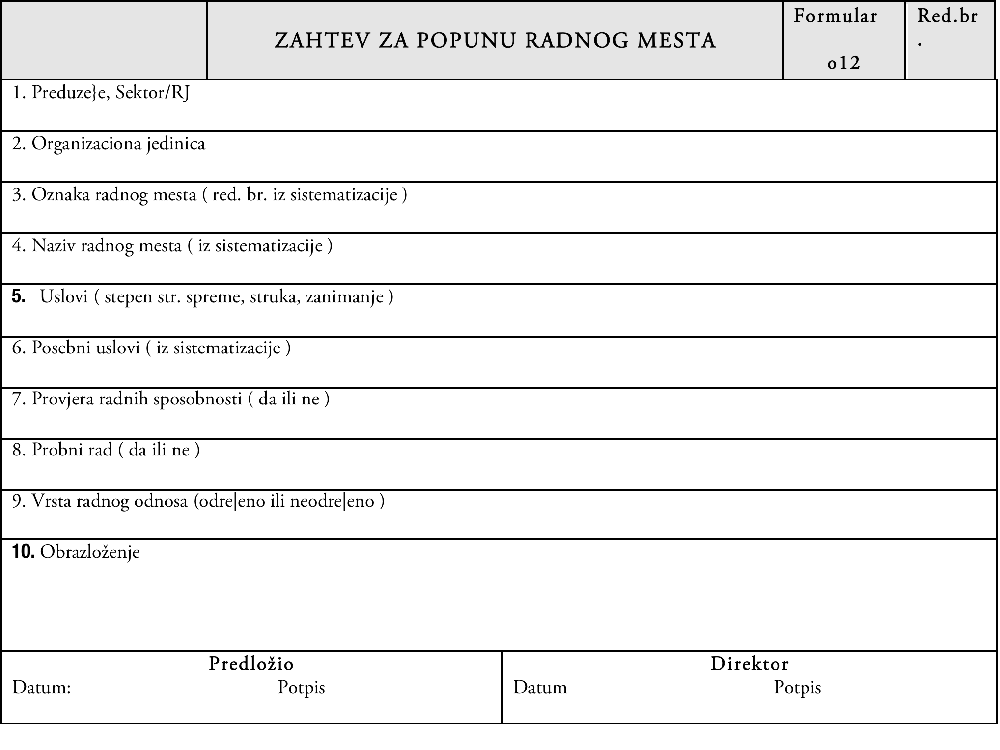 ZAHTEV ZA POPUNU RADNOG MESTA
Formular
o12
Red.br
.
1. Preduze}e, Sektor/RJ
2. Organizaciona jedinica
3. Oznaka radnog mesta ( red. br. iz sistematizacije )
4. Naziv radnog mesta ( iz sistematizacije )
5. Uslovi ( stepen str. spreme, struka, zanimanje )
6. Posebni uslovi ( iz sistematizacije )
7. Provjera radnih sposobnosti ( da ili ne )
8. Probni rad ( da ili ne )
9. Vrsta radnog odnosa (odre|eno ili neodre|eno )
10. Obrazloženje
Predložio
Datum: Potpis
Direktor
Datum Potpis